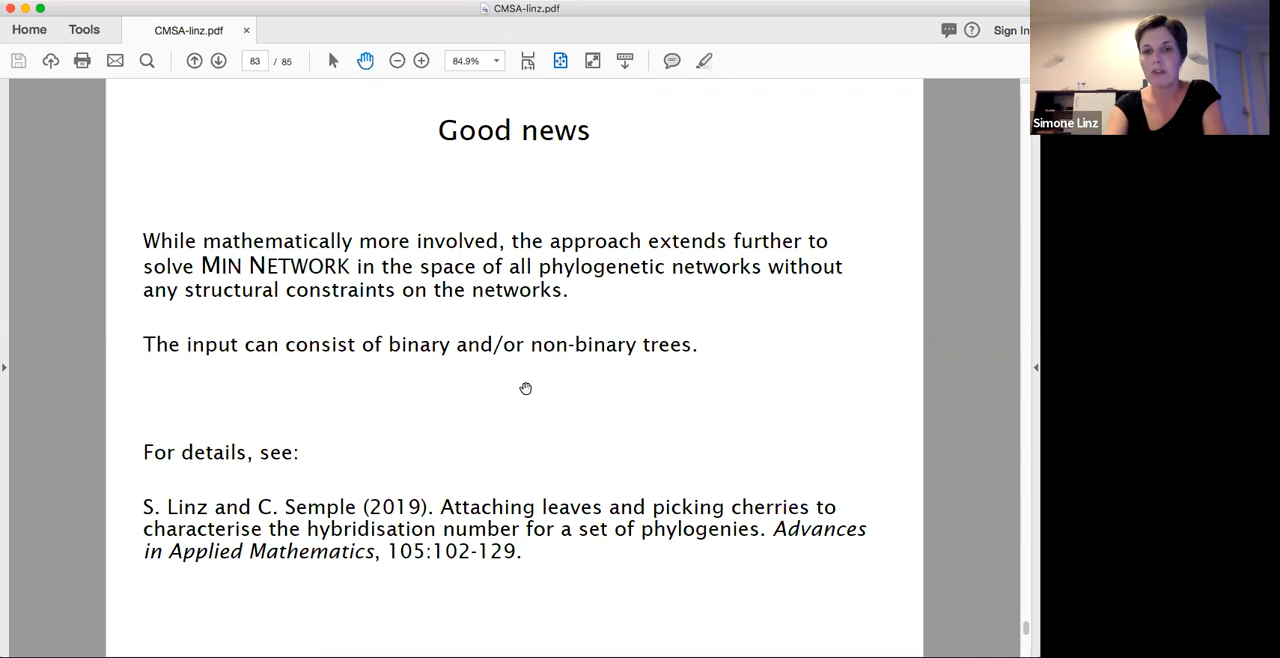 CMSA-linz.pdf
Home Tools CMSA-linz.pdf × Sign In
83 / 85 84.9%
Simone Linz
Good news
While mathematically more involved, the approach extends further to
solve MIN NETWORK in the space of all phylogenetic networks without
any structural constraints on the networks.
The input can consist of binary and/or non-binary trees.
For details, see:
S. Linz and C. Semple (2019). Attaching leaves and picking cherries to
characterise the hybridisation number for a set of phylogenies. Advances
in Applied Mathematics, 105:102-129.